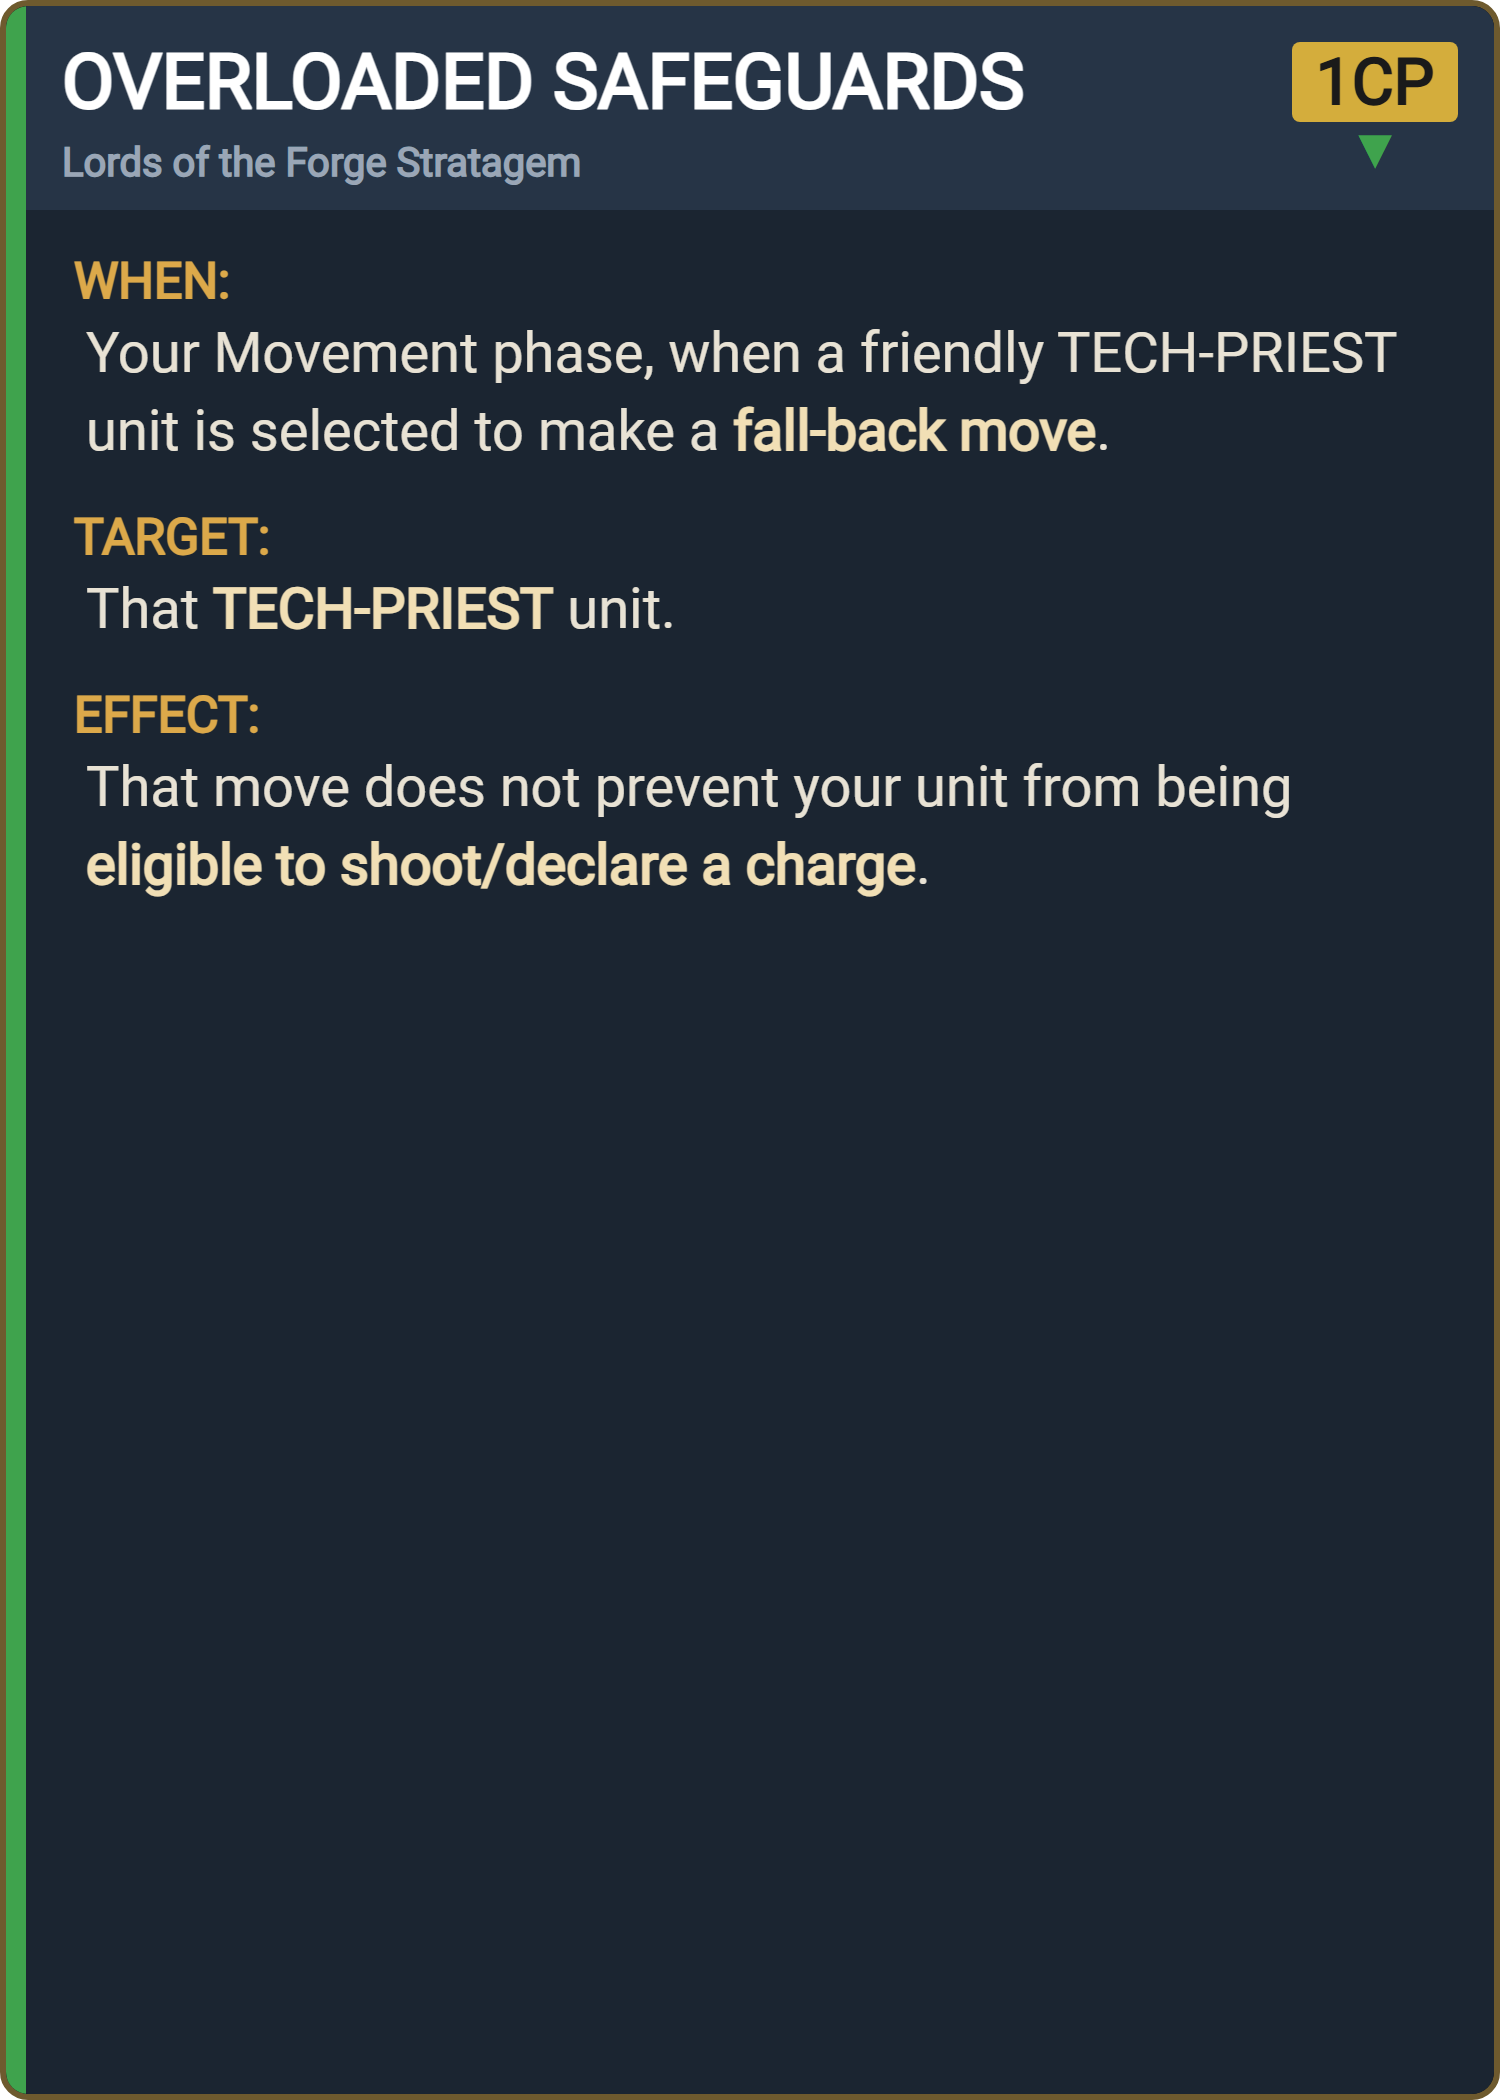 OVERLOADED SAFEGUARDS
1CP
Lords of the Forge Stratagem
WHEN:
Your Movement phase, when a friendly TECH-PRIEST
unit is selected to make a fall-back move.
TARGET:
That TECH-PRIEST unit.
EFFECT:
That move does not prevent your unit from being
eligible to shoot/declare a charge.